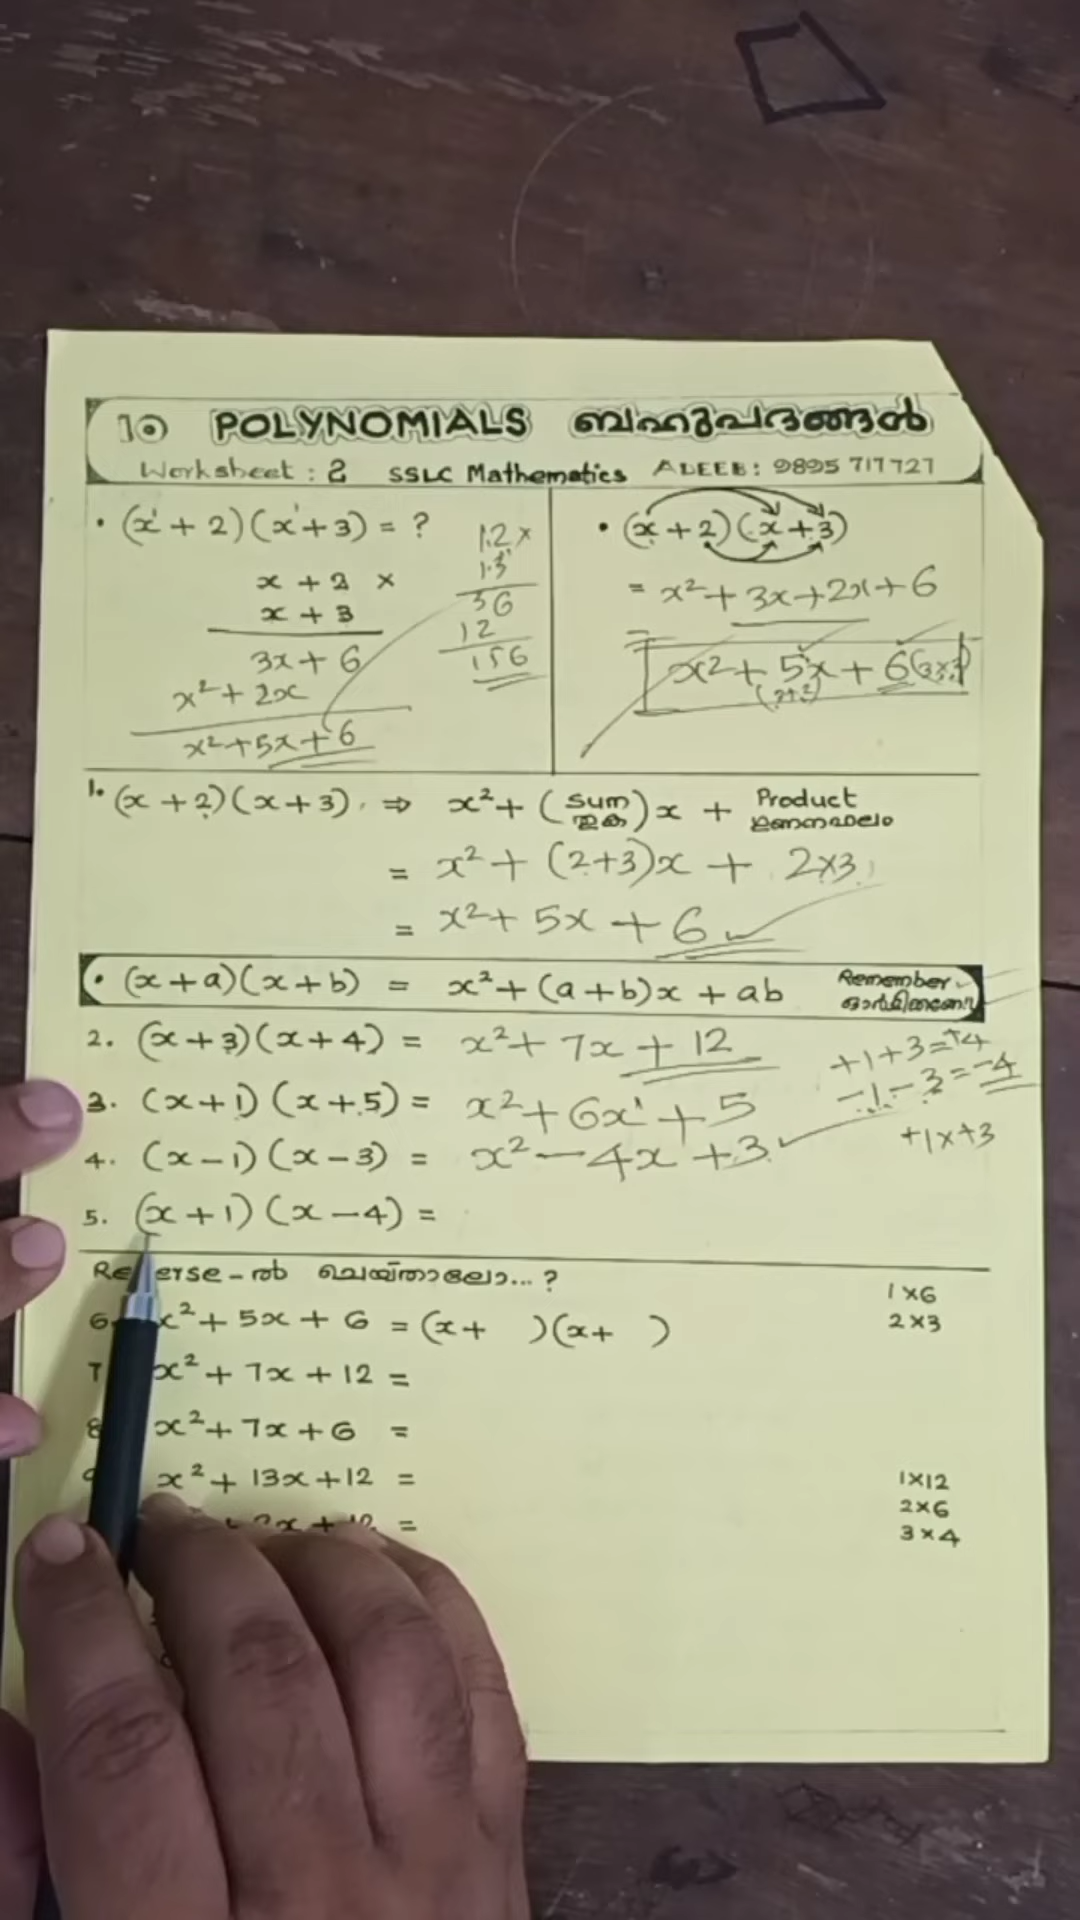 10 POLYNOMIALS ബഹുപദങ്ങൾ
Worksheet : 2 SSLC Mathematics ADEEB: 9895 717727
• (x + 2)(x + 3) = ?
x + 2 ×
x + 3
3x + 6
x² + 2x
x² + 5x + 6
12 ×
13
36
12
156
• (x + 2)(x + 3)
= x² + 3x + 2x + 6
= x² + 5x + 6
1. (x + 2)(x + 3) ⇒ x² + (Sum തുക)x + Product ഗുണനഫലം
= x² + (2+3)x + 2×3
= x² + 5x + 6
• (x + a)(x + b) = x² + (a + b)x + ab Remember
2. (x + 3)(x + 4) = x² + 7x + 12
+1+3=+4
-1-3=-4
3. (x + 1)(x + 5) = x² + 6x + 5
+1×+3
4. (x - 1)(x - 3) = x² - 4x + 3
5. (x + 1)(x - 4) =
ചെയ്താലോ...?
6. x² + 5x + 6 = (x + )(x + )
1×6
2×3
7 x² + 7x + 12 =
8 x² + 7x + 6 =
9 x² + 13x + 12 =
1×12
2×6
3×4